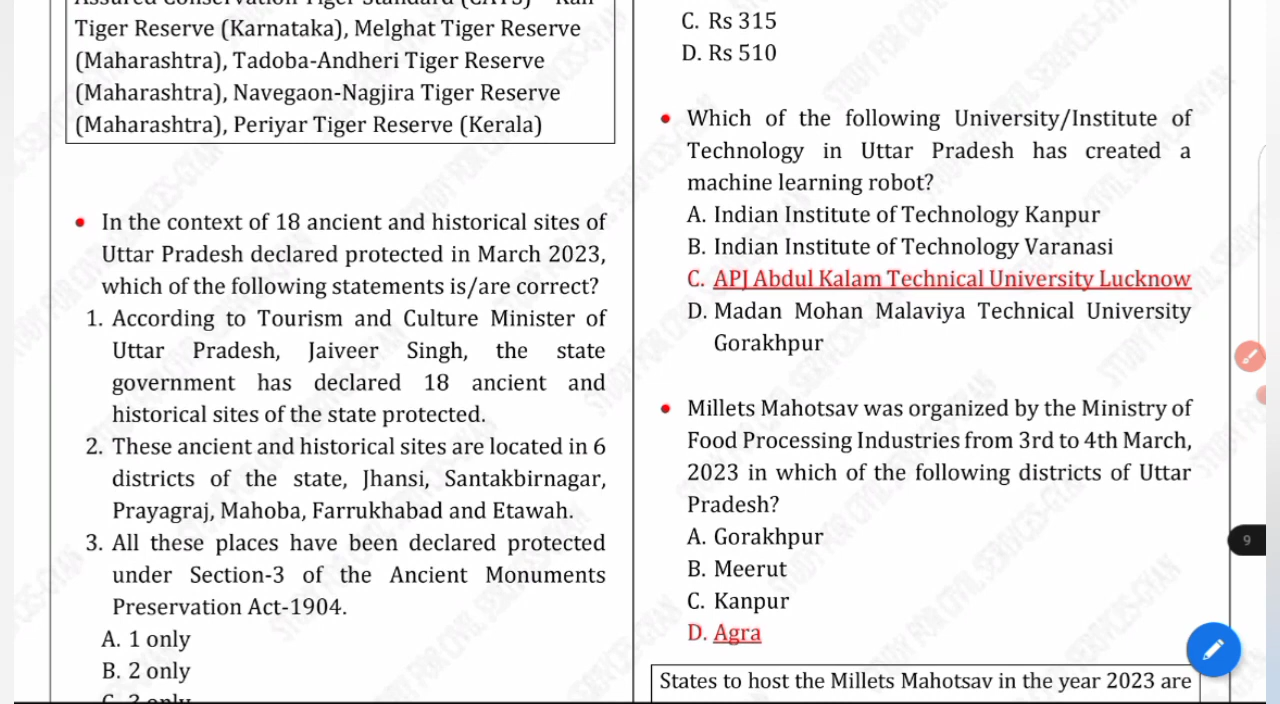 Tiger Reserve (Karnataka), Melghat Tiger Reserve
(Maharashtra), Tadoba-Andheri Tiger Reserve
(Maharashtra), Navegaon-Nagjira Tiger Reserve
(Maharashtra), Periyar Tiger Reserve (Kerala)
• In the context of 18 ancient and historical sites of
Uttar Pradesh declared protected in March 2023,
which of the following statements is/are correct?
1. According to Tourism and Culture Minister of
Uttar Pradesh, Jaiveer Singh, the state
government has declared 18 ancient and
historical sites of the state protected.
2. These ancient and historical sites are located in 6
districts of the state, Jhansi, Santakbirnagar,
Prayagraj, Mahoba, Farrukhabad and Etawah.
3. All these places have been declared protected
under Section-3 of the Ancient Monuments
Preservation Act-1904.
A. 1 only
B. 2 only
C. Rs 315
D. Rs 510
• Which of the following University/Institute of
Technology in Uttar Pradesh has created a
machine learning robot?
A. Indian Institute of Technology Kanpur
B. Indian Institute of Technology Varanasi
C. APJ Abdul Kalam Technical University Lucknow
D. Madan Mohan Malaviya Technical University
Gorakhpur
• Millets Mahotsav was organized by the Ministry of
Food Processing Industries from 3rd to 4th March,
2023 in which of the following districts of Uttar
Pradesh?
A. Gorakhpur
B. Meerut
C. Kanpur
D. Agra
States to host the Millets Mahotsav in the year 2023 are
9